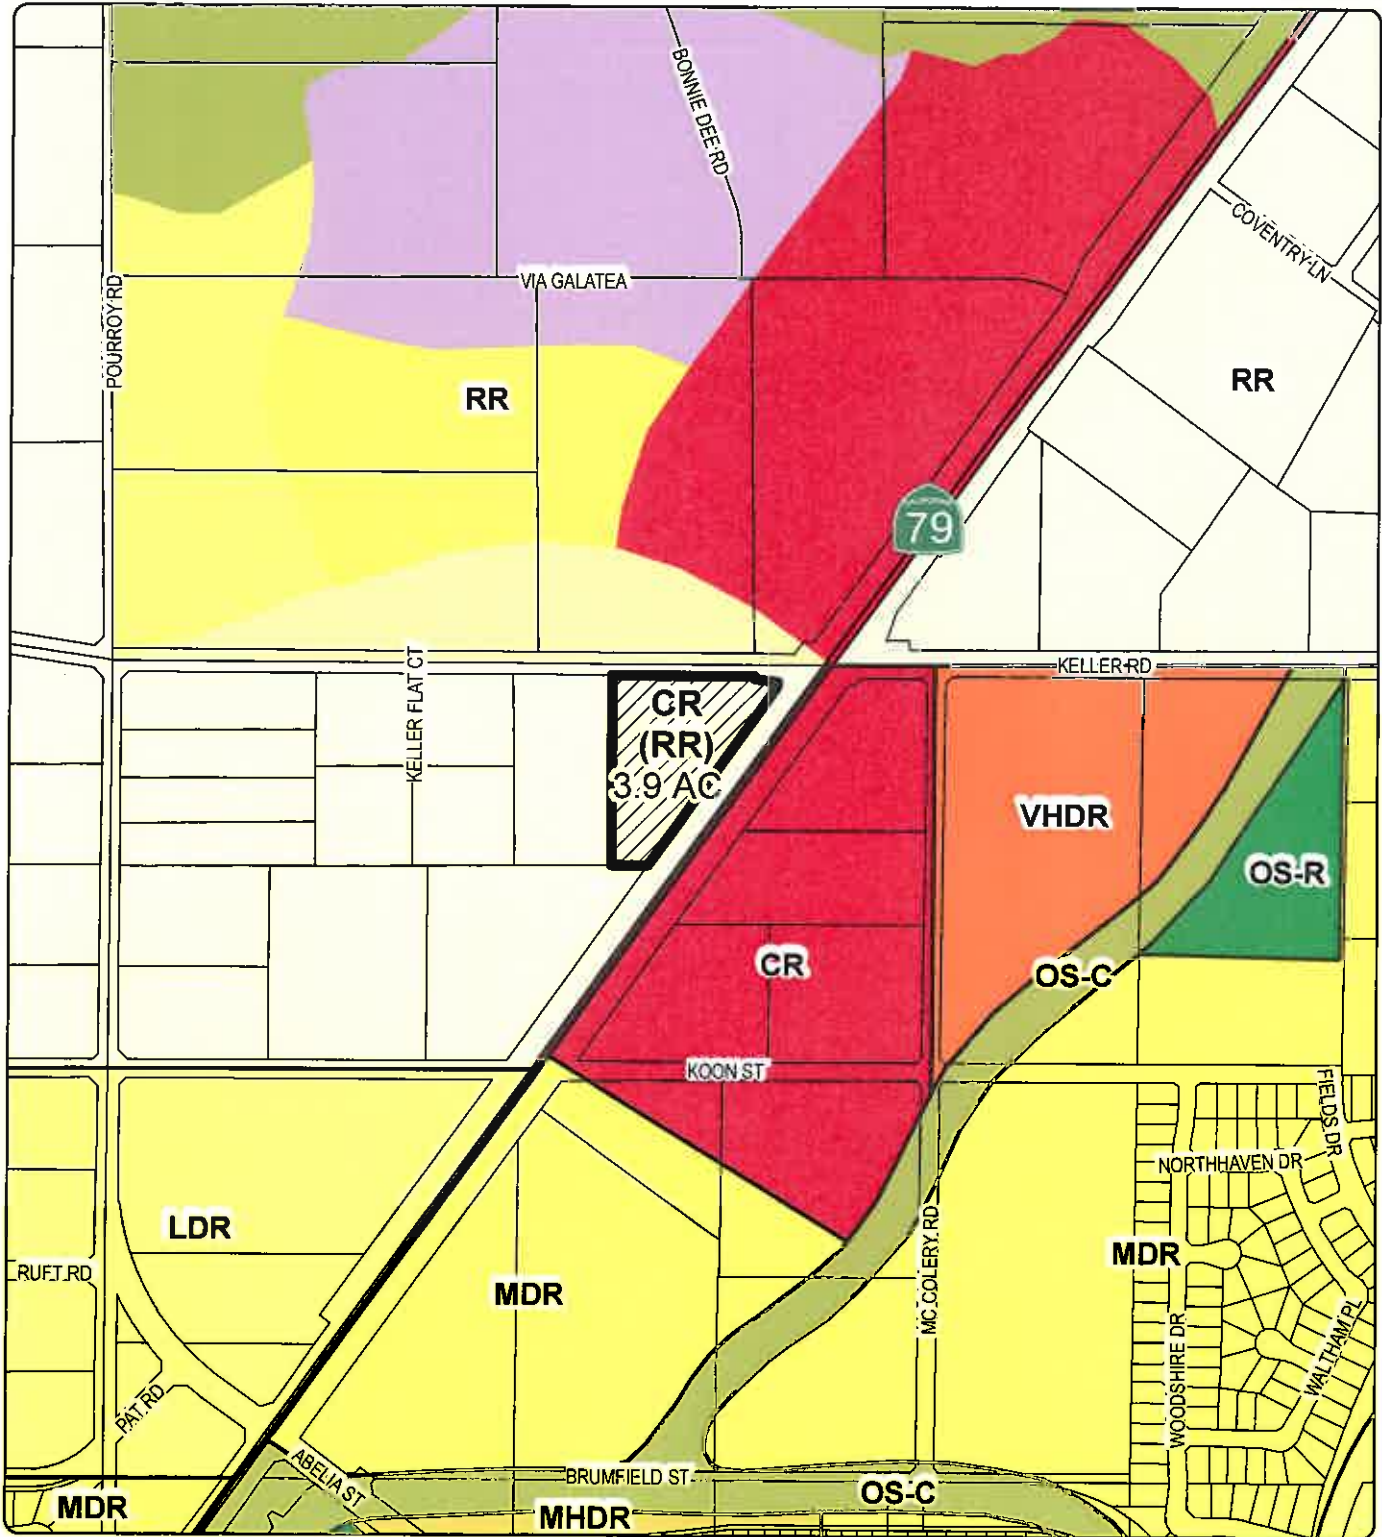 BONNIE DEE RD
COVENTRY LN
VIA GALATEA
POURROY RD
RR
RR
CALIFORNIA
79
KELLER RD
KELLER FLAT CT
CR
(RR)
3.9 AC
VHDR
OS-R
CR
OS-C
KOON ST
FIELDS DR
NORTHHAVEN DR
LDR
MC COLERY RD
MDR
RUFT RD
MDR
WOODSHIRE DR
WALTHAM PL
PAT RD
ABELIA ST
BRUMFIELD ST
OS-C
MDR
MHDR